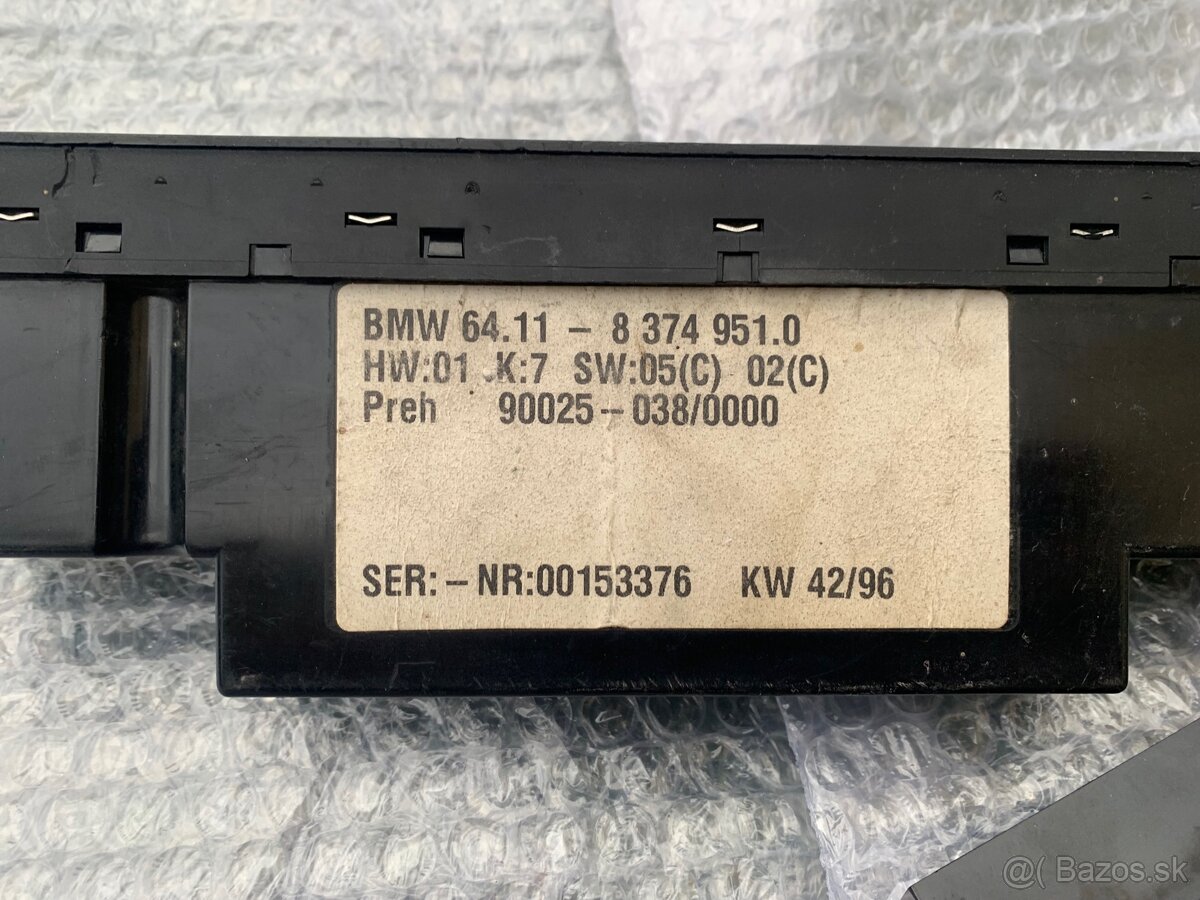 BMW 64.11 – 8 374 951.0
HW:01 K:7 SW:05(C) 02(C)
Preh 90025–038/0000
SER:–NR:00153376 KW 42/96
@( Bazos.sk